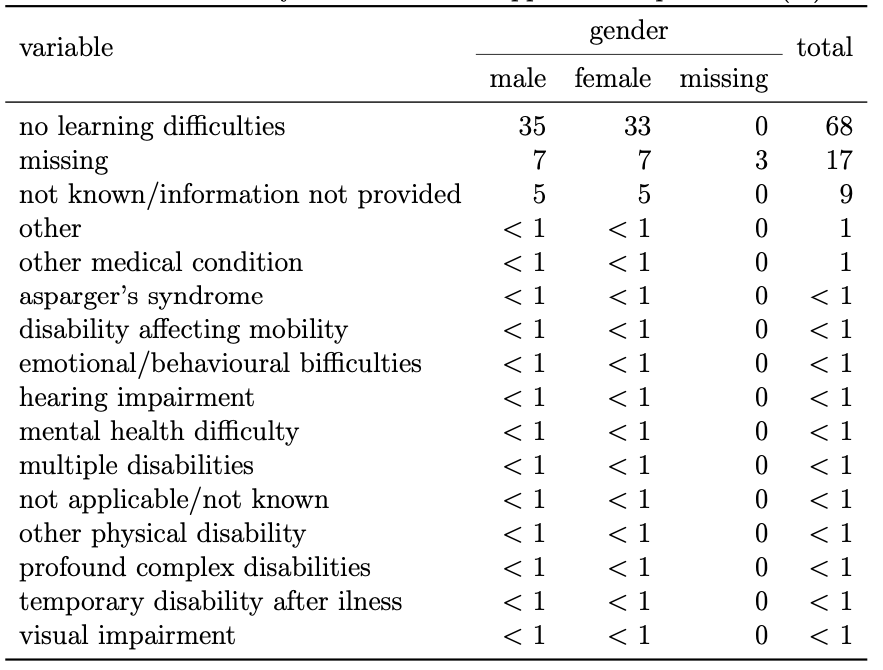 gender
variable total
male female missing
no learning difficulties 35 33 0 68
missing 7 7 3 17
not known/information not provided 5 5 0 9
other < 1 < 1 0 1
other medical condition < 1 < 1 0 1
asparger's syndrome < 1 < 1 0 < 1
disability affecting mobility < 1 < 1 0 < 1
emotional/behavioural bifficulties < 1 < 1 0 < 1
hearing impairment < 1 < 1 0 < 1
mental health difficulty < 1 < 1 0 < 1
multiple disabilities < 1 < 1 0 < 1
not applicable/not known < 1 < 1 0 < 1
other physical disability < 1 < 1 0 < 1
profound complex disabilities < 1 < 1 0 < 1
temporary disability after ilness < 1 < 1 0 < 1
visual impairment < 1 < 1 0 < 1